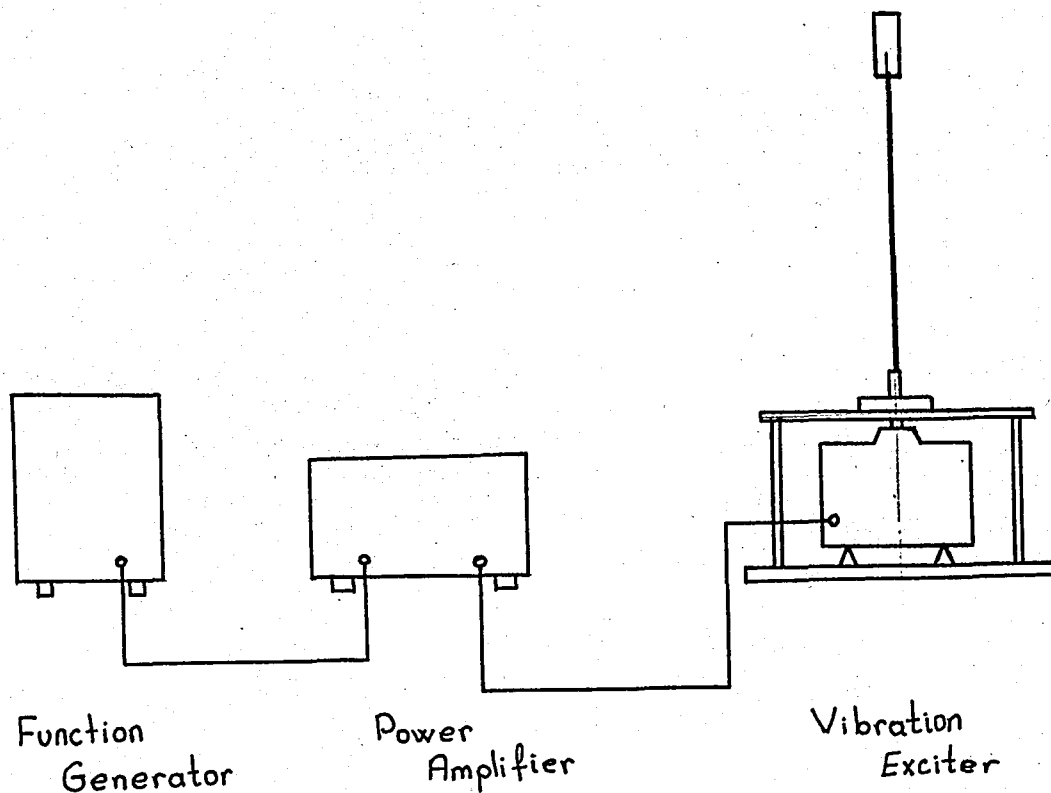 Function
Generator
Power
Amplifier
Vibration
Exciter